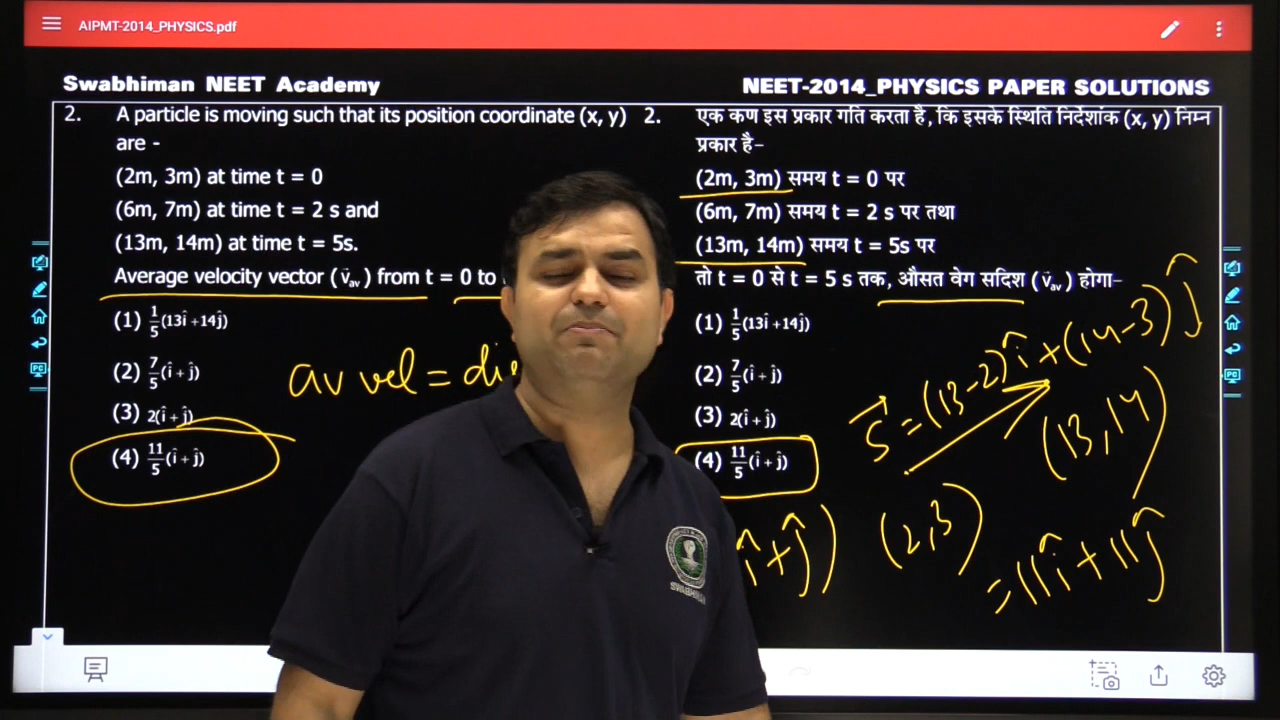 AIPMT-2014_PHYSICS.pdf
Swabhiman NEET Academy
NEET-2014_PHYSICS PAPER SOLUTIONS
2. A particle is moving such that its position coordinate (x, y)
are -
(2m, 3m) at time t = 0
(6m, 7m) at time t = 2 s and
(13m, 14m) at time t = 5s.
Average velocity vector (v⃗av) from t = 0 to
(1) 1/5(13î +14ĵ)
(2) 7/5(î + ĵ)
(3) 2(î + ĵ)
(4) 11/5(î + ĵ)
av vel =
2. एक कण इस प्रकार गति करता है, कि इसके स्थिति निर्देशांक (x, y) निम्न
प्रकार है-
(2m, 3m) समय t = 0 पर
(6m, 7m) समय t = 2 s पर तथा
(13m, 14m) समय t = 5s पर
तो t = 0 से t = 5 s तक, औसत वेग सदिश (v⃗av) होगा-
(1) 1/5(13î +14ĵ)
(2) 7/5(î + ĵ)
(3) 2(î + ĵ)
(4) 11/5(î + ĵ)
S⃗ = (13-2)î + (14-3)ĵ
(13, 14)
(2, 3)
= 11î + 11ĵ
î + ĵ)
SWABHIMAN
PC
PC